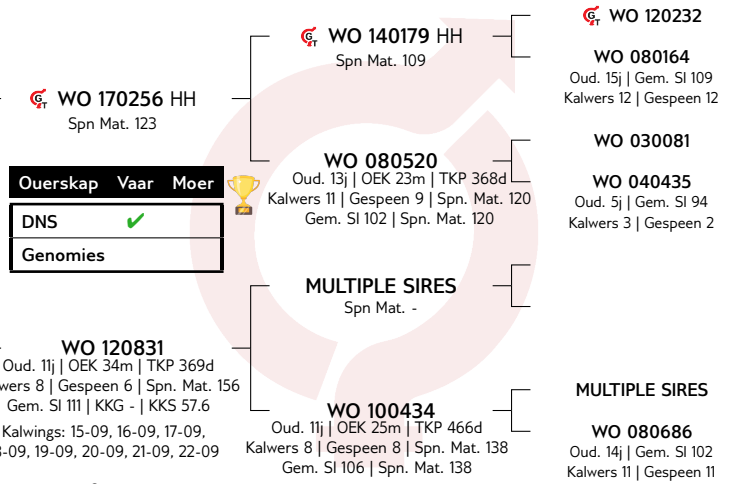 WO 120232
WO 140179 HH
Spn Mat. 109
WO 080164
Oud. 15j | Gem. SI 109
Kalwers 12 | Gespeen 12
WO 170256 HH
Spn Mat. 123
WO 030081
WO 080520
Oud. 13j | OEK 23m | TKP 368d
Kalwers 11 | Gespeen 9 | Spn. Mat. 120
Gem. SI 102 | Spn. Mat. 120
WO 040435
Oud. 5j | Gem. SI 94
Kalwers 3 | Gespeen 2
Ouerskap Vaar Moer
DNS ✔
Genomies
MULTIPLE SIRES
Spn Mat. -
WO 120831
Oud. 11j | OEK 34m | TKP 369d
wers 8 | Gespeen 6 | Spn. Mat. 156
Gem. SI 111 | KKG - | KKS 57.6
Kalwings: 15-09, 16-09, 17-09,
-09, 19-09, 20-09, 21-09, 22-09
MULTIPLE SIRES
WO 100434
Oud. 11j | OEK 25m | TKP 466d
Kalwers 8 | Gespeen 8 | Spn. Mat. 138
Gem. SI 106 | Spn. Mat. 138
WO 080686
Oud. 14j | Gem. SI 102
Kalwers 11 | Gespeen 11